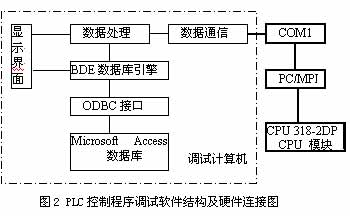 显示界面
数据处理
数据通信
COM1
BDE 数据库引擎
PC/MPI
ODBC 接口
Microsoft Access
数据库
CPU 318-2DP
CPU 模块
调试计算机
图 2 PLC 控制程序调试软件结构及硬件连接图